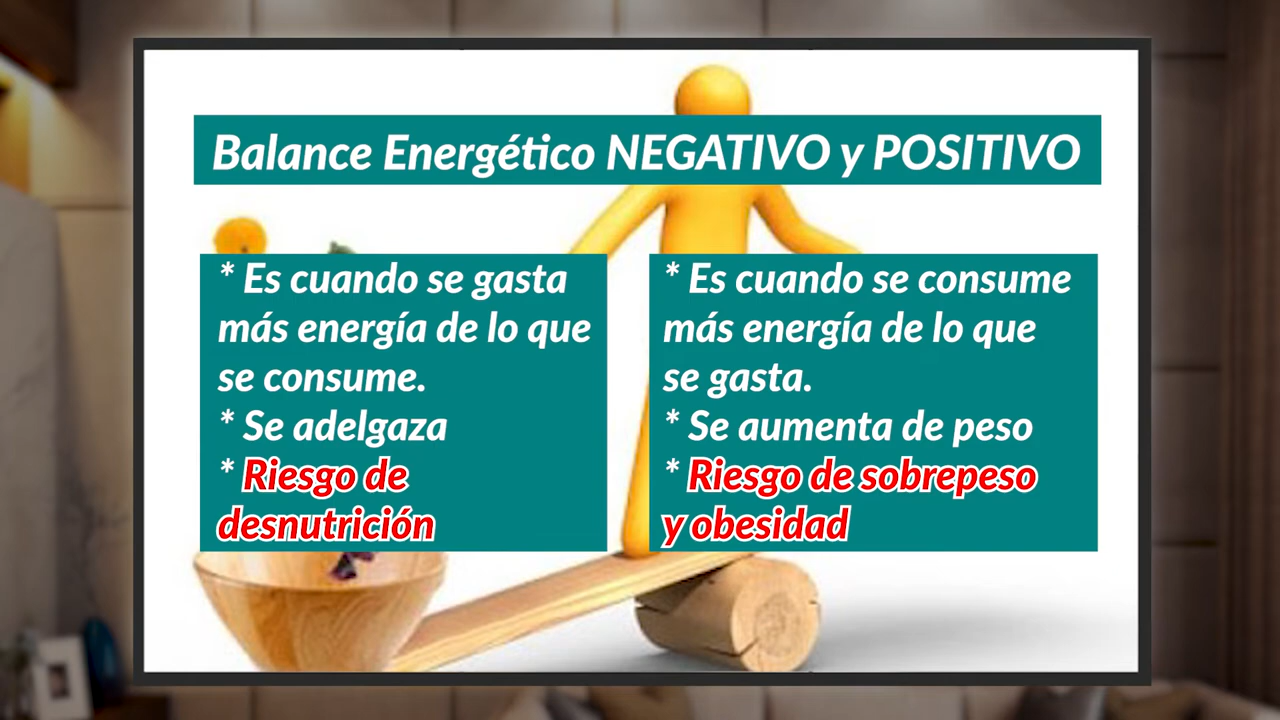 Balance Energético NEGATIVO y POSITIVO
* Es cuando se gasta
más energía de lo que
se consume.
* Se adelgaza
* Riesgo de
desnutrición
* Es cuando se consume
más energía de lo que
se gasta.
* Se aumenta de peso
* Riesgo de sobrepeso
y obesidad